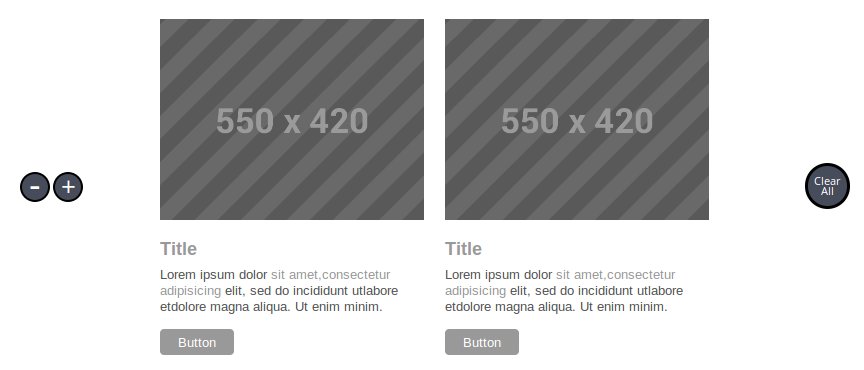 550 x 420
550 x 420
-
+
Clear
All
Title
Lorem ipsum dolor sit amet,consectetur
adipisicing elit, sed do incididunt utlabore
etdolore magna aliqua. Ut enim minim.
Button
Title
Lorem ipsum dolor sit amet,consectetur
adipisicing elit, sed do incididunt utlabore
etdolore magna aliqua. Ut enim minim.
Button